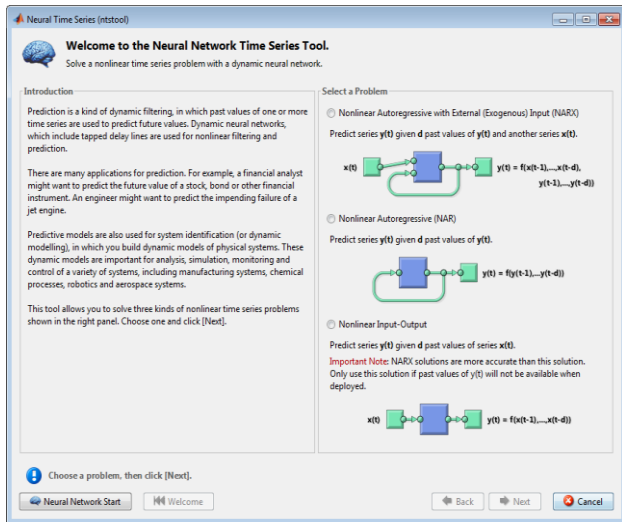 Neural Time Series (ntstool)
Welcome to the Neural Network Time Series Tool.
Solve a nonlinear time series problem with a dynamic neural network.
Introduction
Prediction is a kind of dynamic filtering, in which past values of one or more
time series are used to predict future values. Dynamic neural networks,
which include tapped delay lines are used for nonlinear filtering and
prediction.
There are many applications for prediction. For example, a financial analyst
might want to predict the future value of a stock, bond or other financial
instrument. An engineer might want to predict the impending failure of a
jet engine.
Predictive models are also used for system identification (or dynamic
modelling), in which you build dynamic models of physical systems. These
dynamic models are important for analysis, simulation, monitoring and
control of a variety of systems, including manufacturing systems, chemical
processes, robotics and aerospace systems.
This tool allows you to solve three kinds of nonlinear time series problems
shown in the right panel. Choose one and click [Next].
Select a Problem
Nonlinear Autoregressive with External (Exogenous) Input (NARX)
Predict series y(t) given d past values of y(t) and another series x(t).
x(t) y(t) = f(x(t-1),...,x(t-d),
y(t-1),...,y(t-d))
Nonlinear Autoregressive (NAR)
Predict series y(t) given d past values of y(t).
y(t) = f(y(t-1),...y(t-d))
Nonlinear Input-Output
Predict series y(t) given d past values of series x(t).
Important Note: NARX solutions are more accurate than this solution.
Only use this solution if past values of y(t) will not be available when
deployed.
x(t) y(t) = f(x(t-1),...,x(t-d))
Choose a problem, then click [Next].
Neural Network Start
Welcome
Back
Next
Cancel